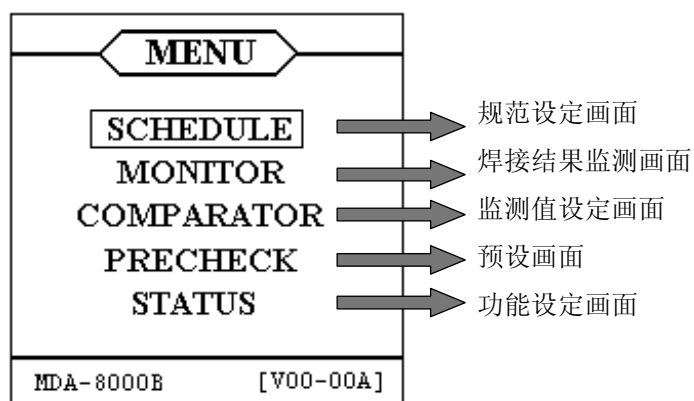 MENU
SCHEDULE 规范设定画面
MONITOR 焊接结果监测画面
COMPARATOR 监测值设定画面
PRECHECK 预设画面
STATUS 功能设定画面
MDA-8000B [V00-00A]